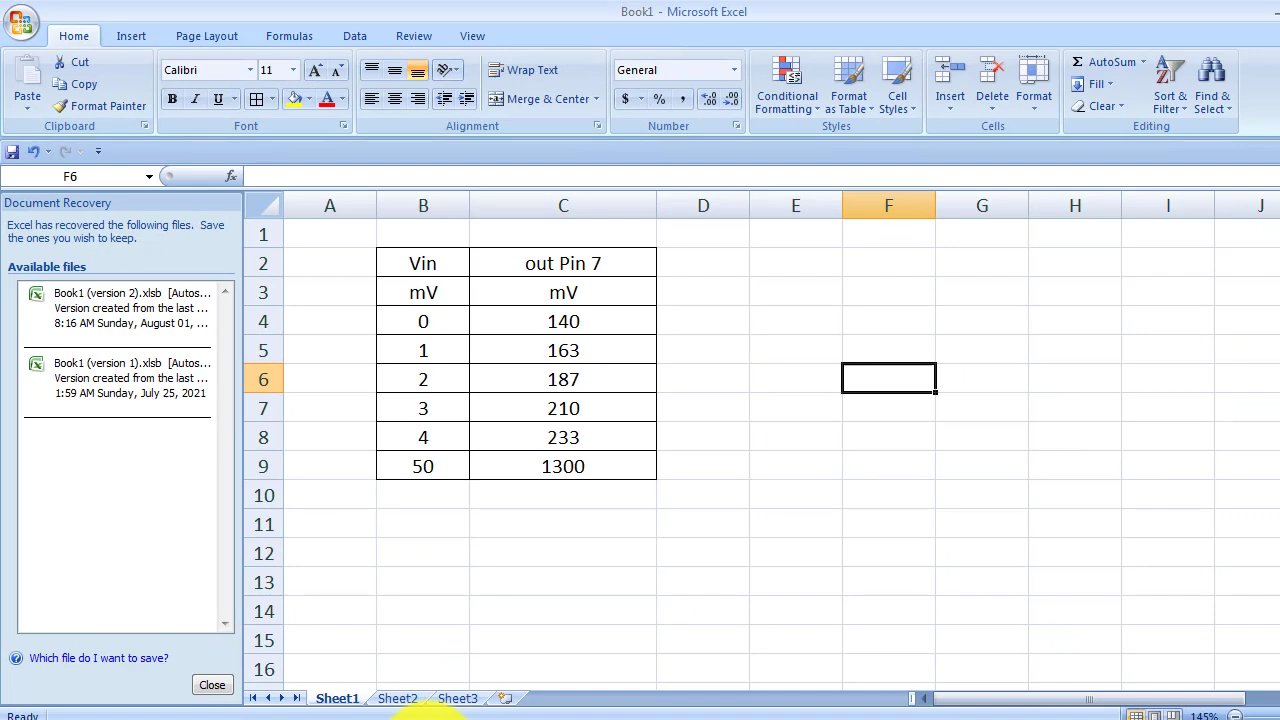 Book1 - Microsoft Excel
Home Insert Page Layout Formulas Data Review View
Paste
Cut
Copy
Format Painter
Clipboard
Calibri 11
B I U
Font
Wrap Text
Merge & Center
Alignment
General
$ % ,
Number
Conditional Formatting
Format as Table
Cell Styles
Styles
Insert Delete Format
Cells
AutoSum
Fill
Clear
Sort & Filter
Find & Select
Editing
F6 fx
Document Recovery
Excel has recovered the following files. Save
the ones you wish to keep.
Available files
Book1 (version 2).xlsb [Autos...
Version created from the last ...
8:16 AM Sunday, August 01, ...
Book1 (version 1).xlsb [Autos...
Version created from the last ...
1:59 AM Sunday, July 25, 2021
Which file do I want to save?
Close
A B C D E F G H I J
1
2 Vin out Pin 7
3 mV mV
4 0 140
5 1 163
6 2 187
7 3 210
8 4 233
9 50 1300
10
11
12
13
14
15
16
Sheet1 Sheet2 Sheet3
Ready 145%